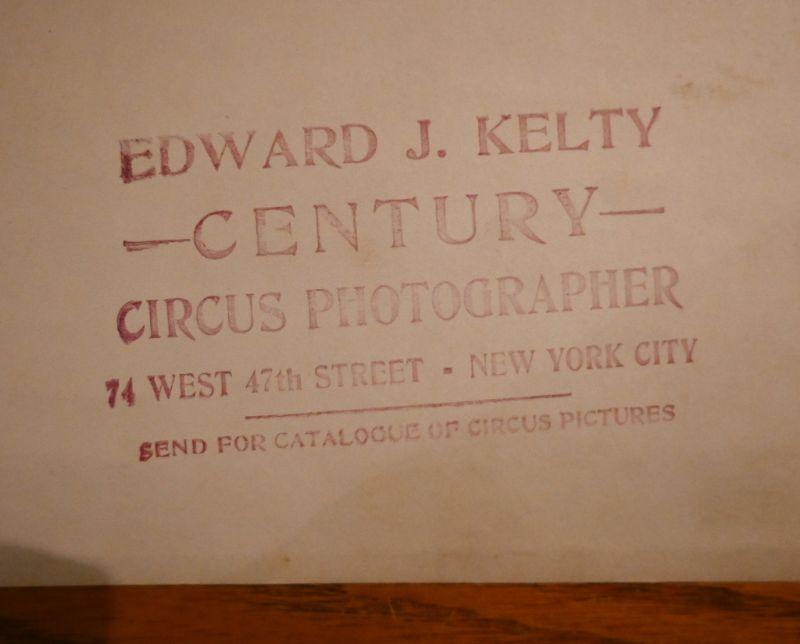 EDWARD J. KELTY
—CENTURY—
CIRCUS PHOTOGRAPHER
74 WEST 47th STREET - NEW YORK CITY
SEND FOR CATALOGUE OF CIRCUS PICTURES